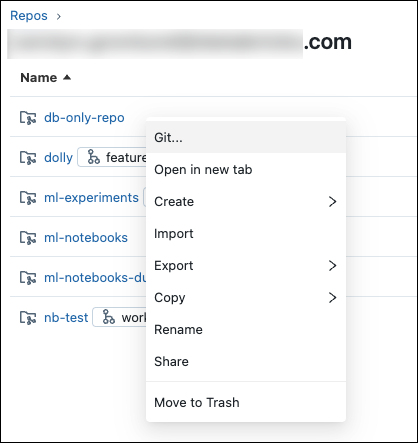 Repos >
.com
Name
db-only-repo
Git...
Open in new tab
dolly feature
Create
ml-experiments
Import
ml-notebooks
Export
ml-notebooks-du
Copy
nb-test work
Rename
Share
Move to Trash